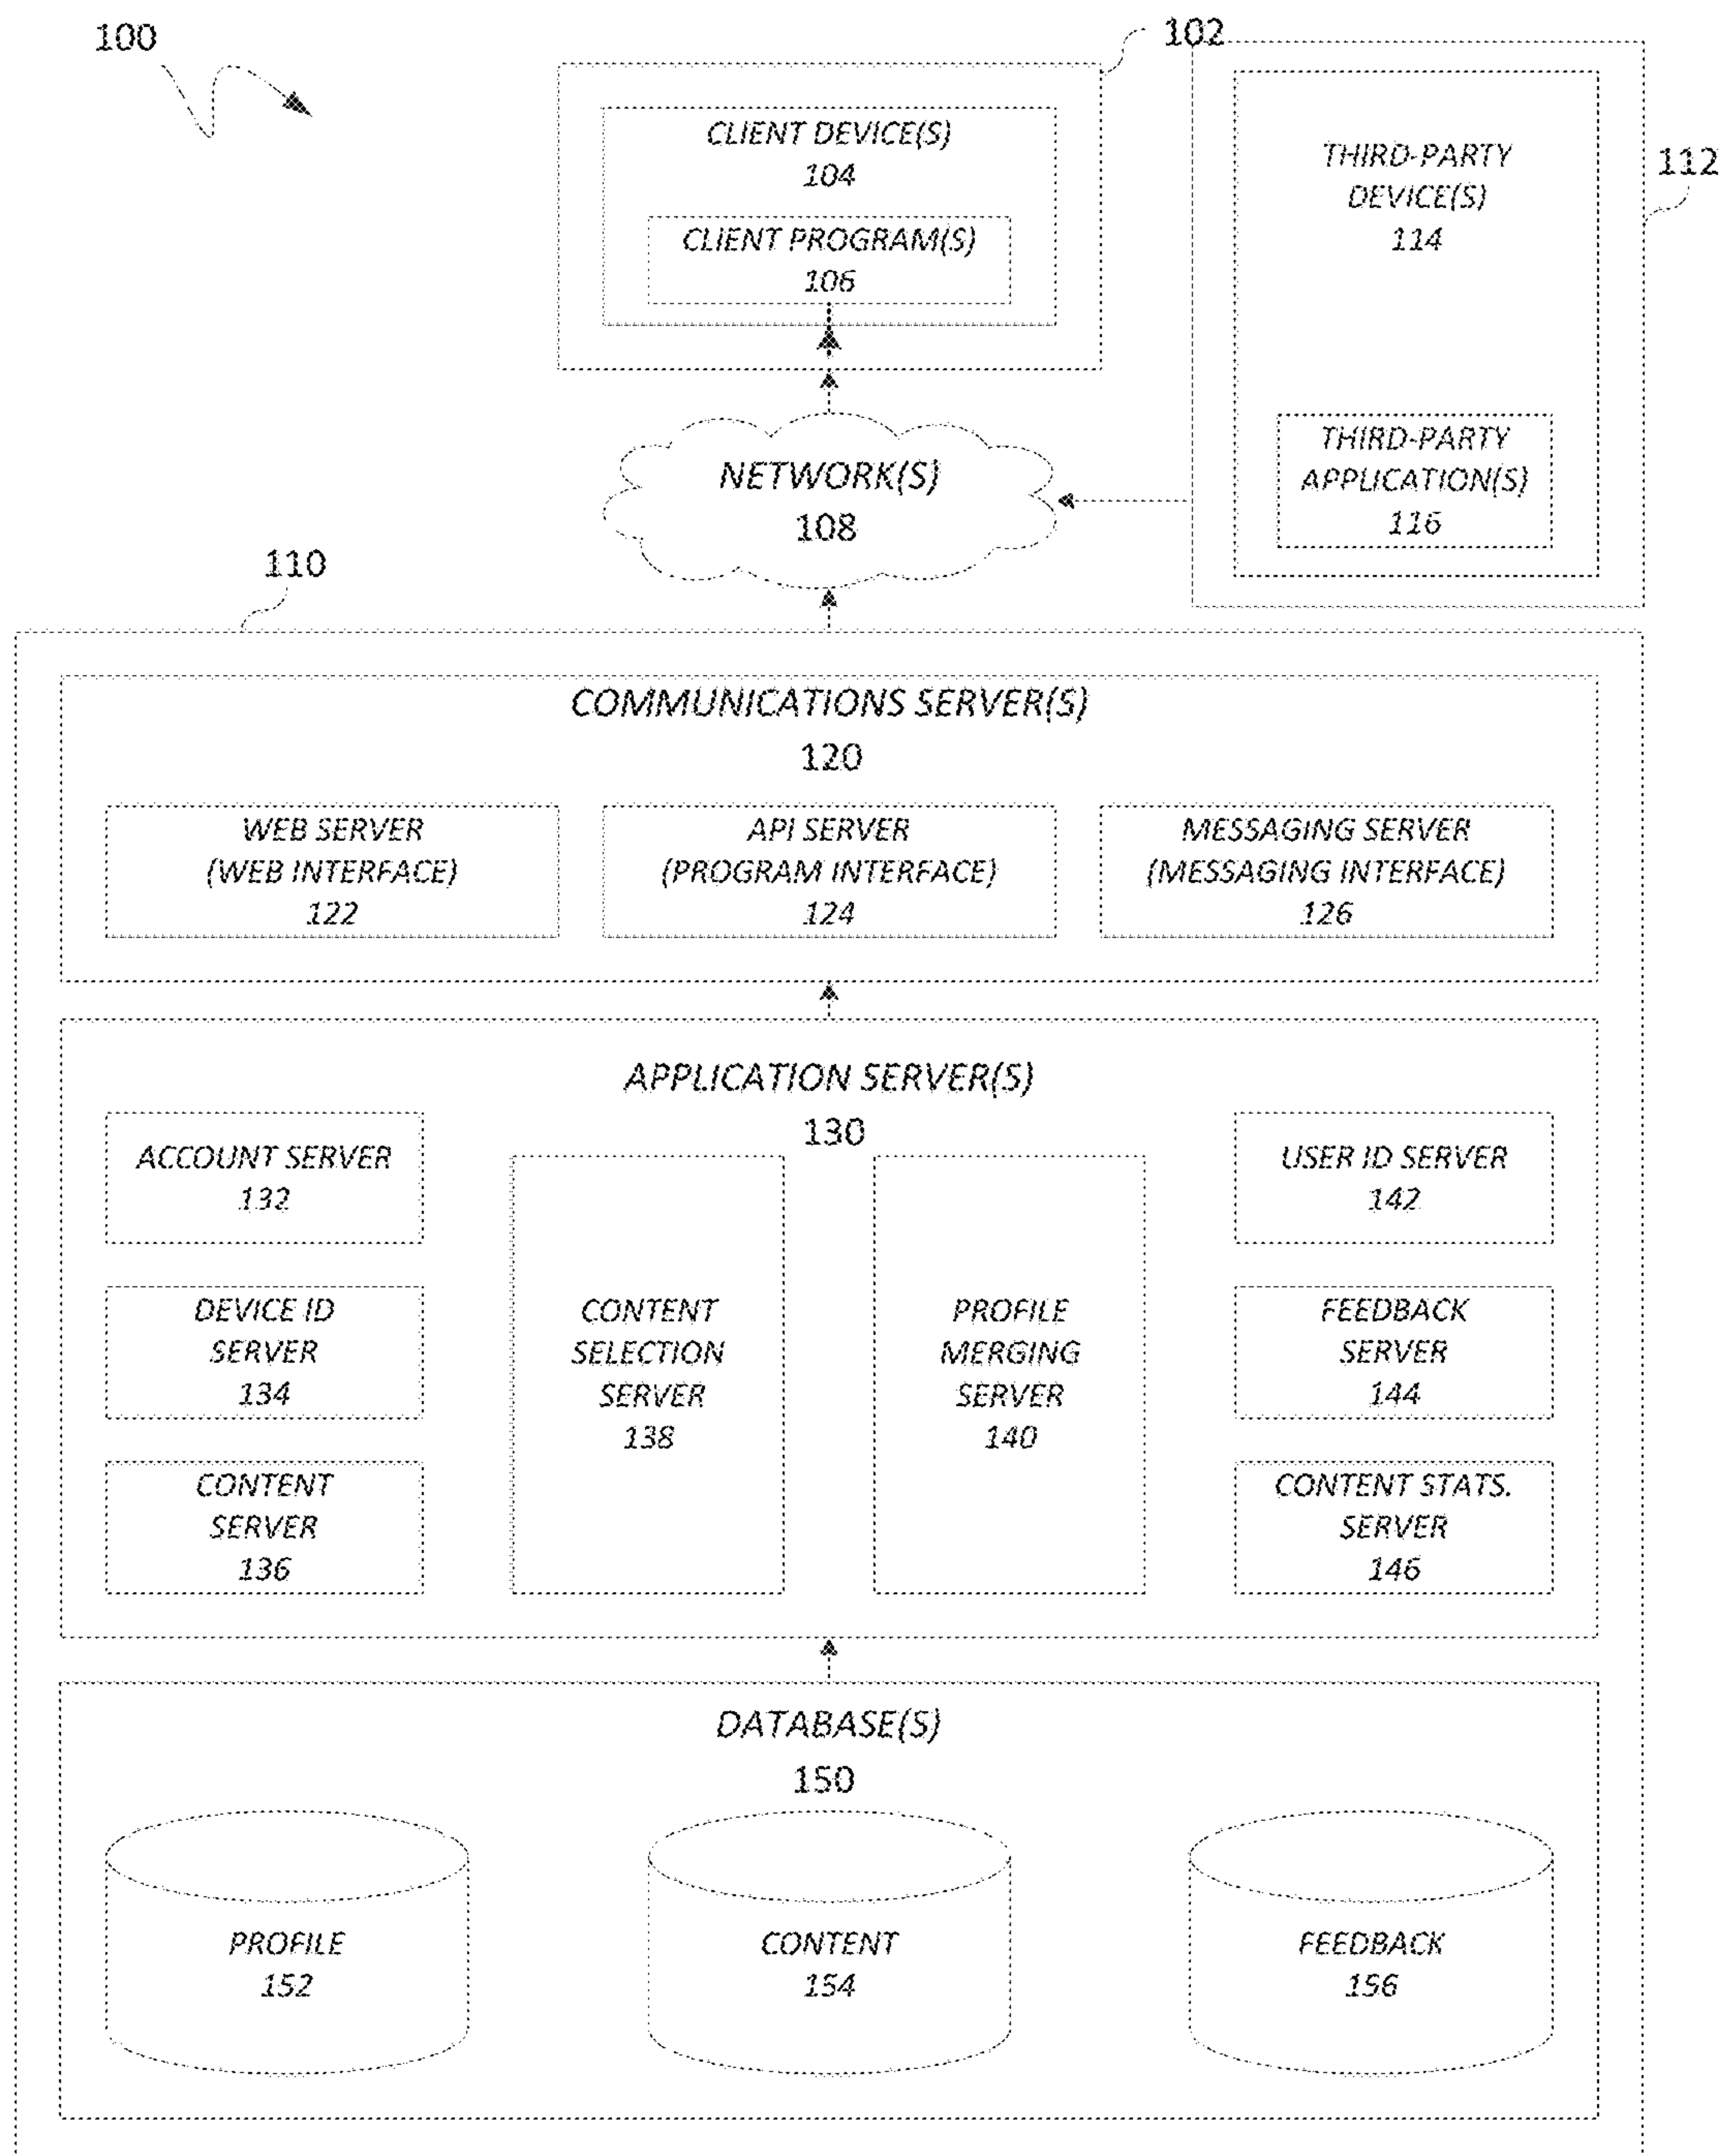 100
102
CLIENT DEVICE(S)
104
CLIENT PROGRAM(S)
106
112
THIRD-PARTY
DEVICE(S)
114
THIRD-PARTY
APPLICATION(S)
116
NETWORK(S)
108
110
COMMUNICATIONS SERVER(S)
120
WEB SERVER
(WEB INTERFACE)
122
API SERVER
(PROGRAM INTERFACE)
124
MESSAGING SERVER
(MESSAGING INTERFACE)
126
APPLICATION SERVER(S)
130
ACCOUNT SERVER
132
DEVICE ID
SERVER
134
CONTENT
SERVER
136
CONTENT
SELECTION
SERVER
138
PROFILE
MERGING
SERVER
140
USER ID SERVER
142
FEEDBACK
SERVER
144
CONTENT STATS.
SERVER
146
DATABASE(S)
150
PROFILE
152
CONTENT
154
FEEDBACK
156